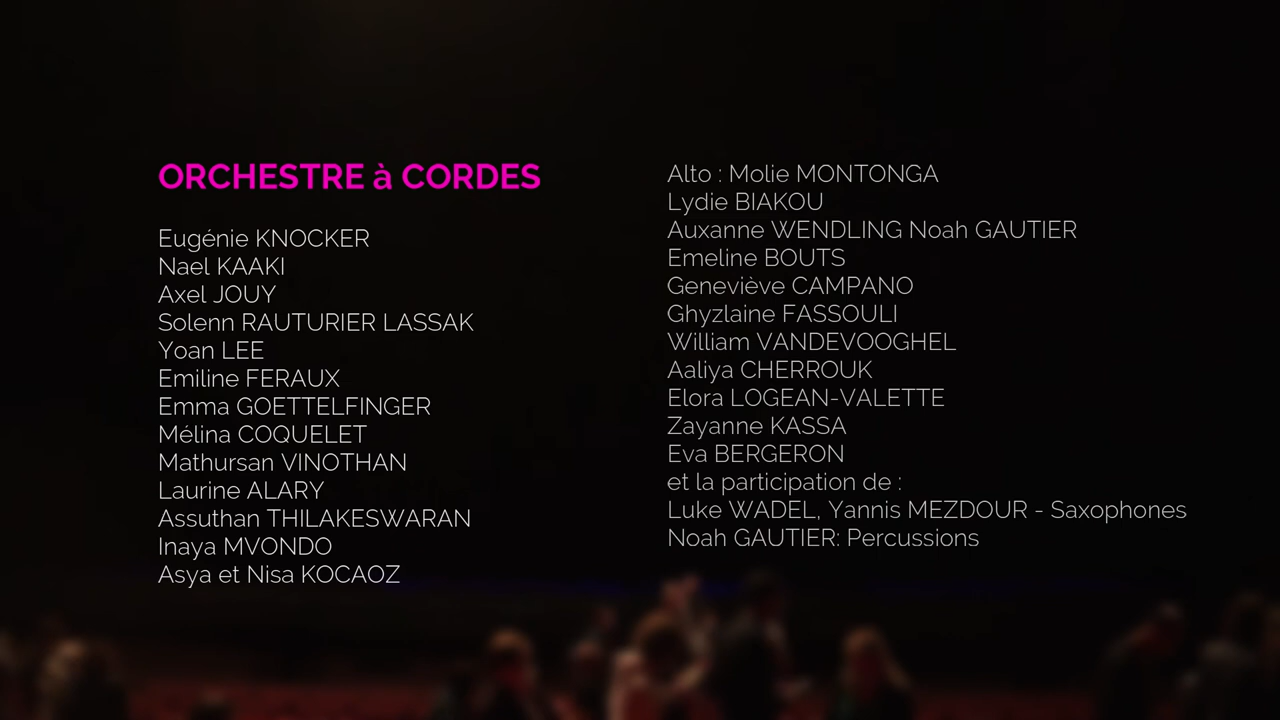 ORCHESTRE à CORDES
Eugénie KNOCKER
Nael KAAKI
Axel JOUY
Solenn RAUTURIER LASSAK
Yoan LEE
Emiline FERAUX
Emma GOETTELFINGER
Mélina COQUELET
Mathursan VINOTHAN
Laurine ALARY
Assuthan THILAKESWARAN
Inaya MVONDO
Asya et Nisa KOCAOZ
Alto : Molie MONTONGA
Lydie BIAKOU
Auxanne WENDLING Noah GAUTIER
Emeline BOUTS
Geneviève CAMPANO
Ghyzlaine FASSOULI
William VANDEVOOGHEL
Aaliya CHERROUK
Elora LOGEAN-VALETTE
Zayanne KASSA
Eva BERGERON
et la participation de :
Luke WADEL, Yannis MEZDOUR - Saxophones
Noah GAUTIER: Percussions